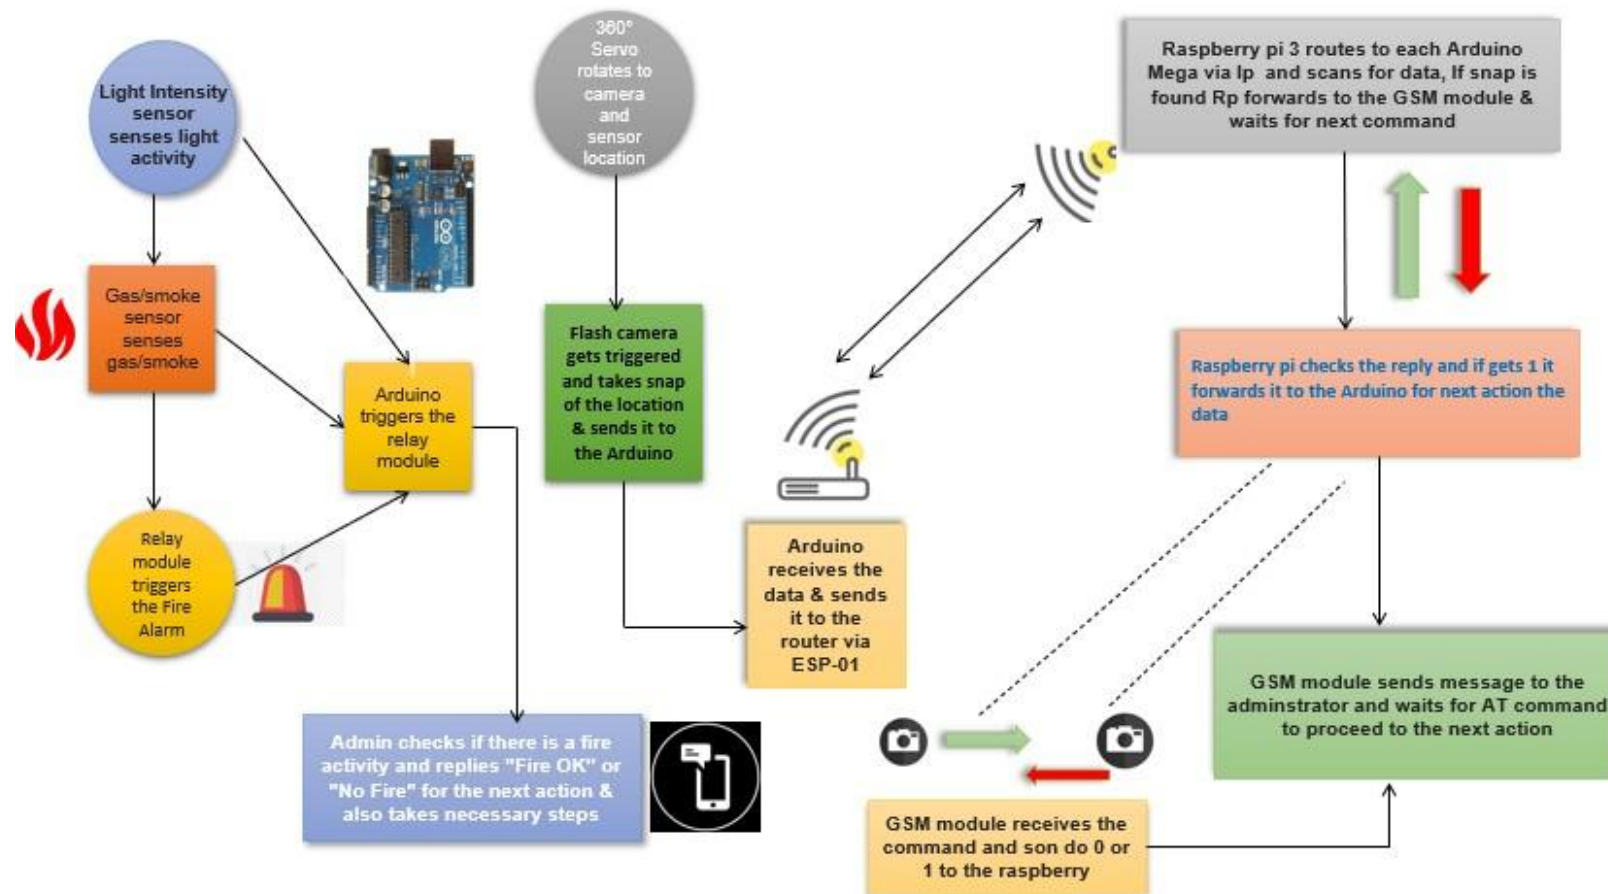 Light Intensity
sensor
senses light
activity
Gas/smoke
sensor
senses
gas/smoke
Relay
module
triggers
the Fire
Alarm
Arduino
triggers the
relay
module
360°
Servo
rotates to
camera
and
sensor
location
Flash camera
gets triggered
and takes snap
of the location
& sends it to
the Arduino
Arduino
receives the
data & sends
it to the
router via
ESP-01
Admin checks if there is a fire
activity and replies "Fire OK" or
"No Fire" for the next action &
also takes necessary steps
Raspberry pi 3 routes to each Arduino
Mega via Ip and scans for data, If snap is
found Rp forwards to the GSM module &
waits for next command
Raspberry pi checks the reply and if gets 1 it
forwards it to the Arduino for next action the
data
GSM module sends message to the
adminstrator and waits for AT command
to proceed to the next action
GSM module receives the
command and son do 0 or
1 to the raspberry